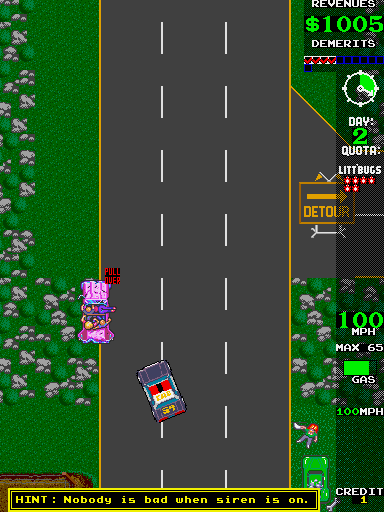 REVENUES
$1005
DEMERITS
DAY:
2
QUOTA:
LITTBUGS
DETOUR
PULL
OVER
100
MPH
MAX 65
GAS
100MPH
CREDIT
1
HINT: Nobody is bad when siren is on.